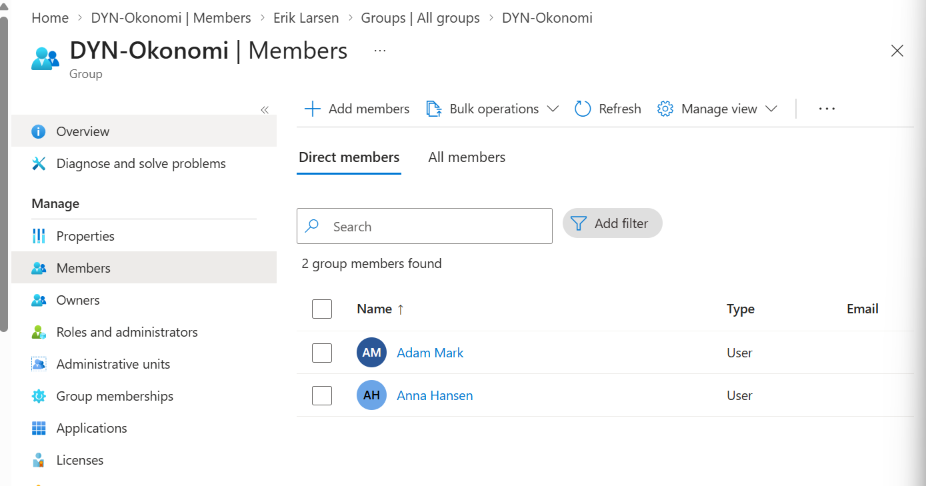 Home > DYN-Okonomi | Members > Erik Larsen > Groups | All groups > DYN-Okonomi
DYN-Okonomi | Members ...
Group
Overview
Diagnose and solve problems
Manage
Properties
Members
Owners
Roles and administrators
Administrative units
Group memberships
Applications
Licenses
Add members Bulk operations Refresh Manage view ...
Direct members All members
Search Add filter
2 group members found
Name ↑ Type Email
AM Adam Mark User
AH Anna Hansen User